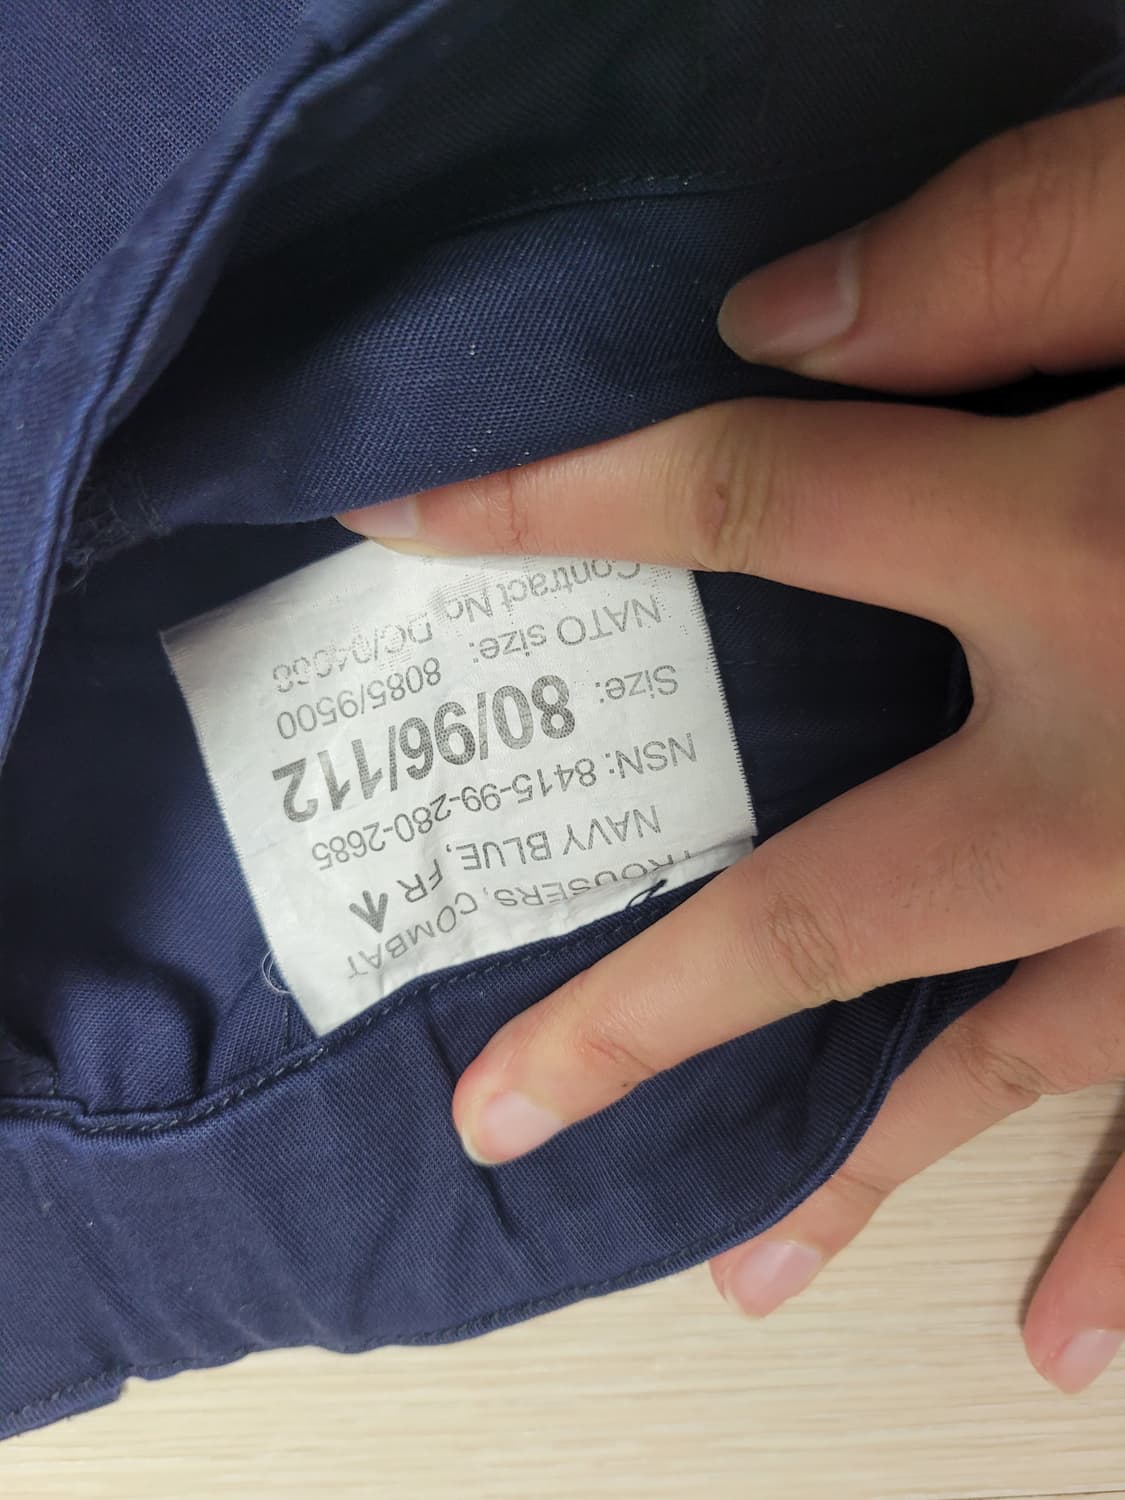 TROUSERS, COMBAT
NAVY BLUE, FR
NSN: 8415-99-280-2685
Size: 80/96/112
NATO size: 8085/9500
Contract No